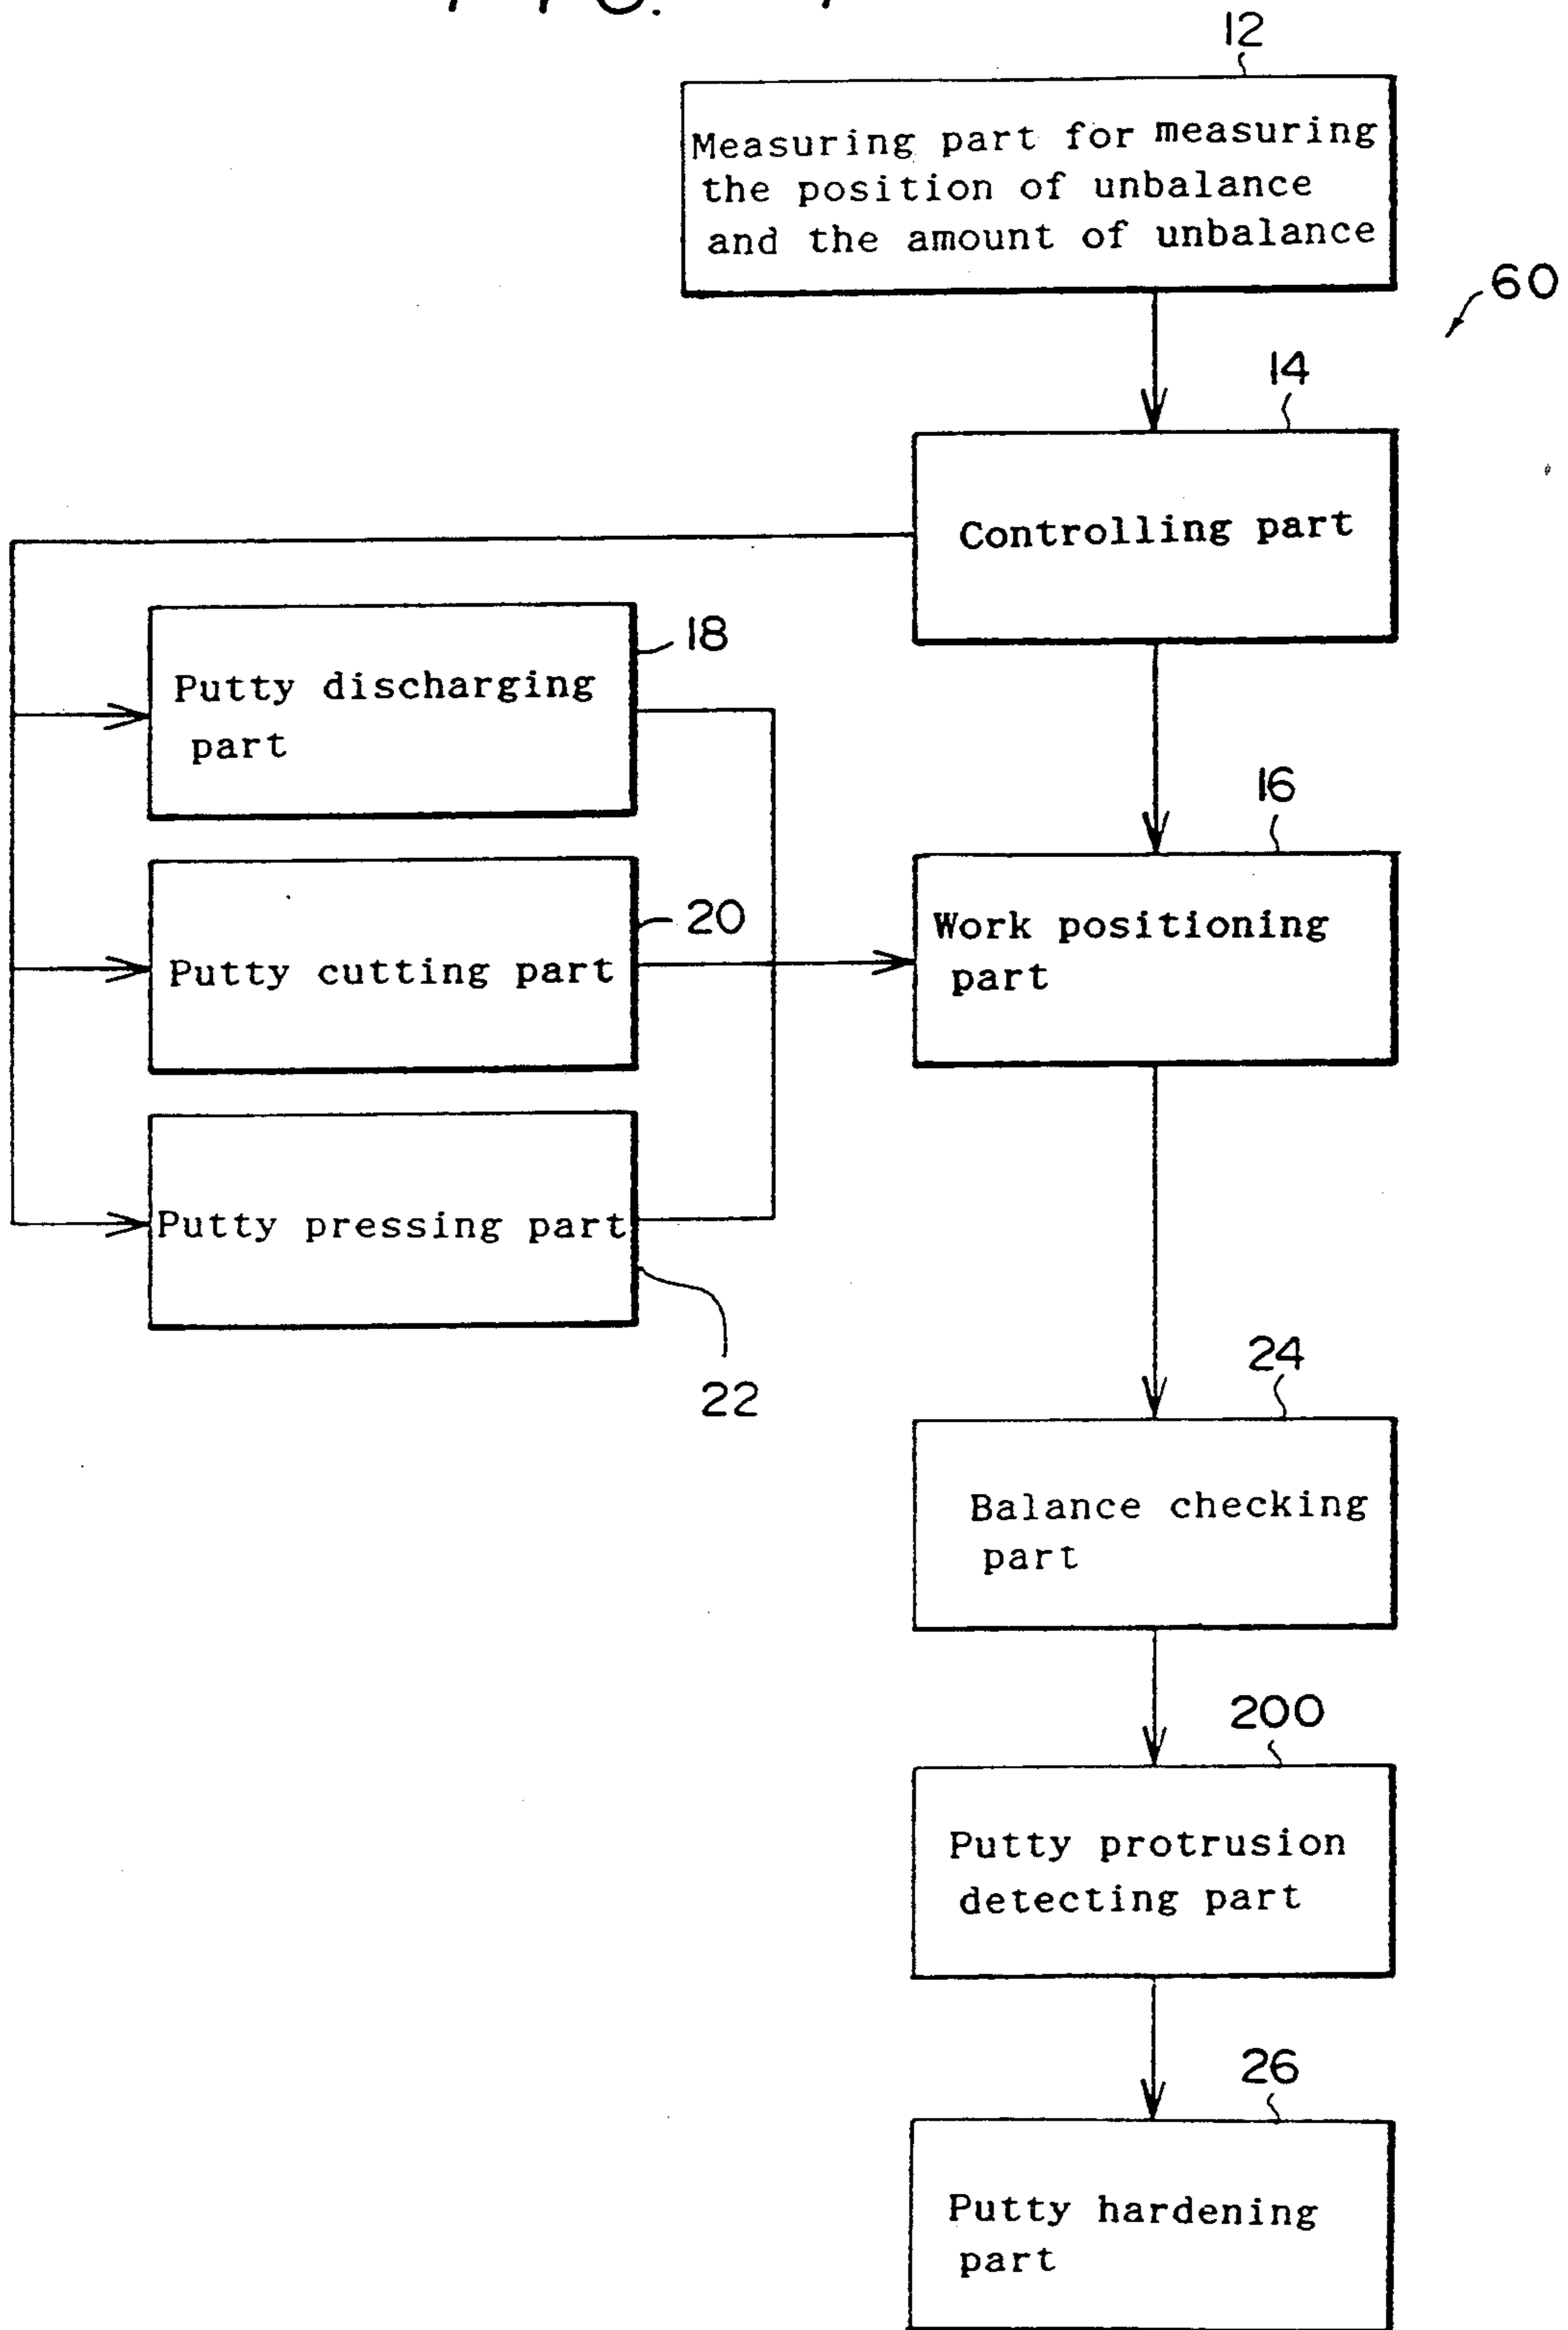 12
Measuring part for measuring
the position of unbalance
and the amount of unbalance
60
14
Controlling part
18
Putty discharging
part
16
20
Work positioning
part
Putty cutting part
Putty pressing part
22
24
Balance checking
part
200
Putty protrusion
detecting part
26
Putty hardening
part